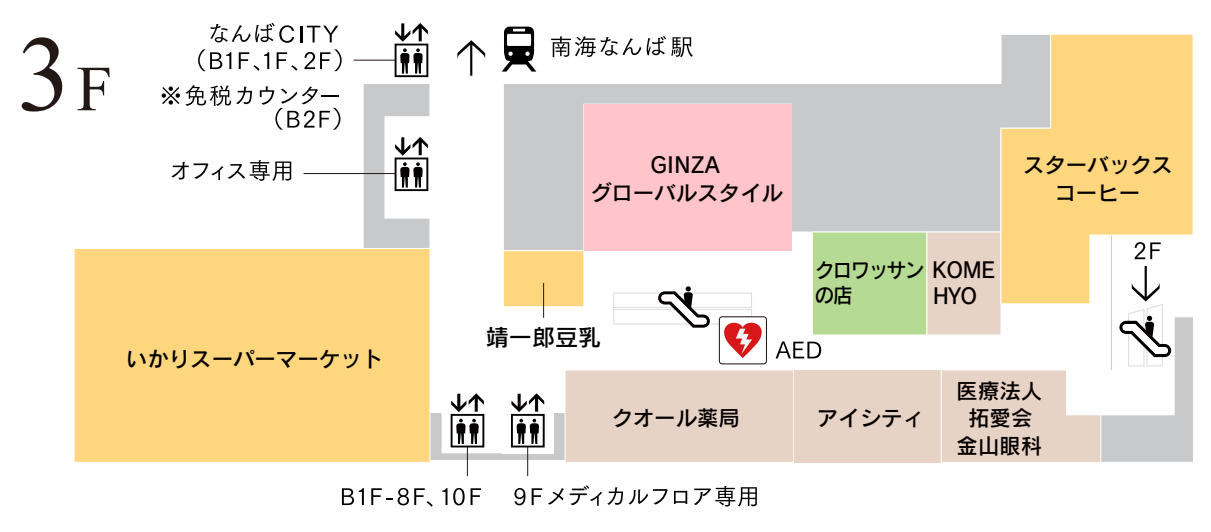 3F
なんばCITY
(B1F、1F、2F)
※免税カウンター
(B2F)
オフィス専用
南海なんば駅
GINZA
グローバルスタイル
スターバックス
コーヒー
クロワッサン
の店
KOME
HYO
2F
靖一郎豆乳
いかりスーパーマーケット
AED
クオール薬局
アイシティ
医療法人
拓愛会
金山眼科
B1F-8F、10F
9Fメディカルフロア専用